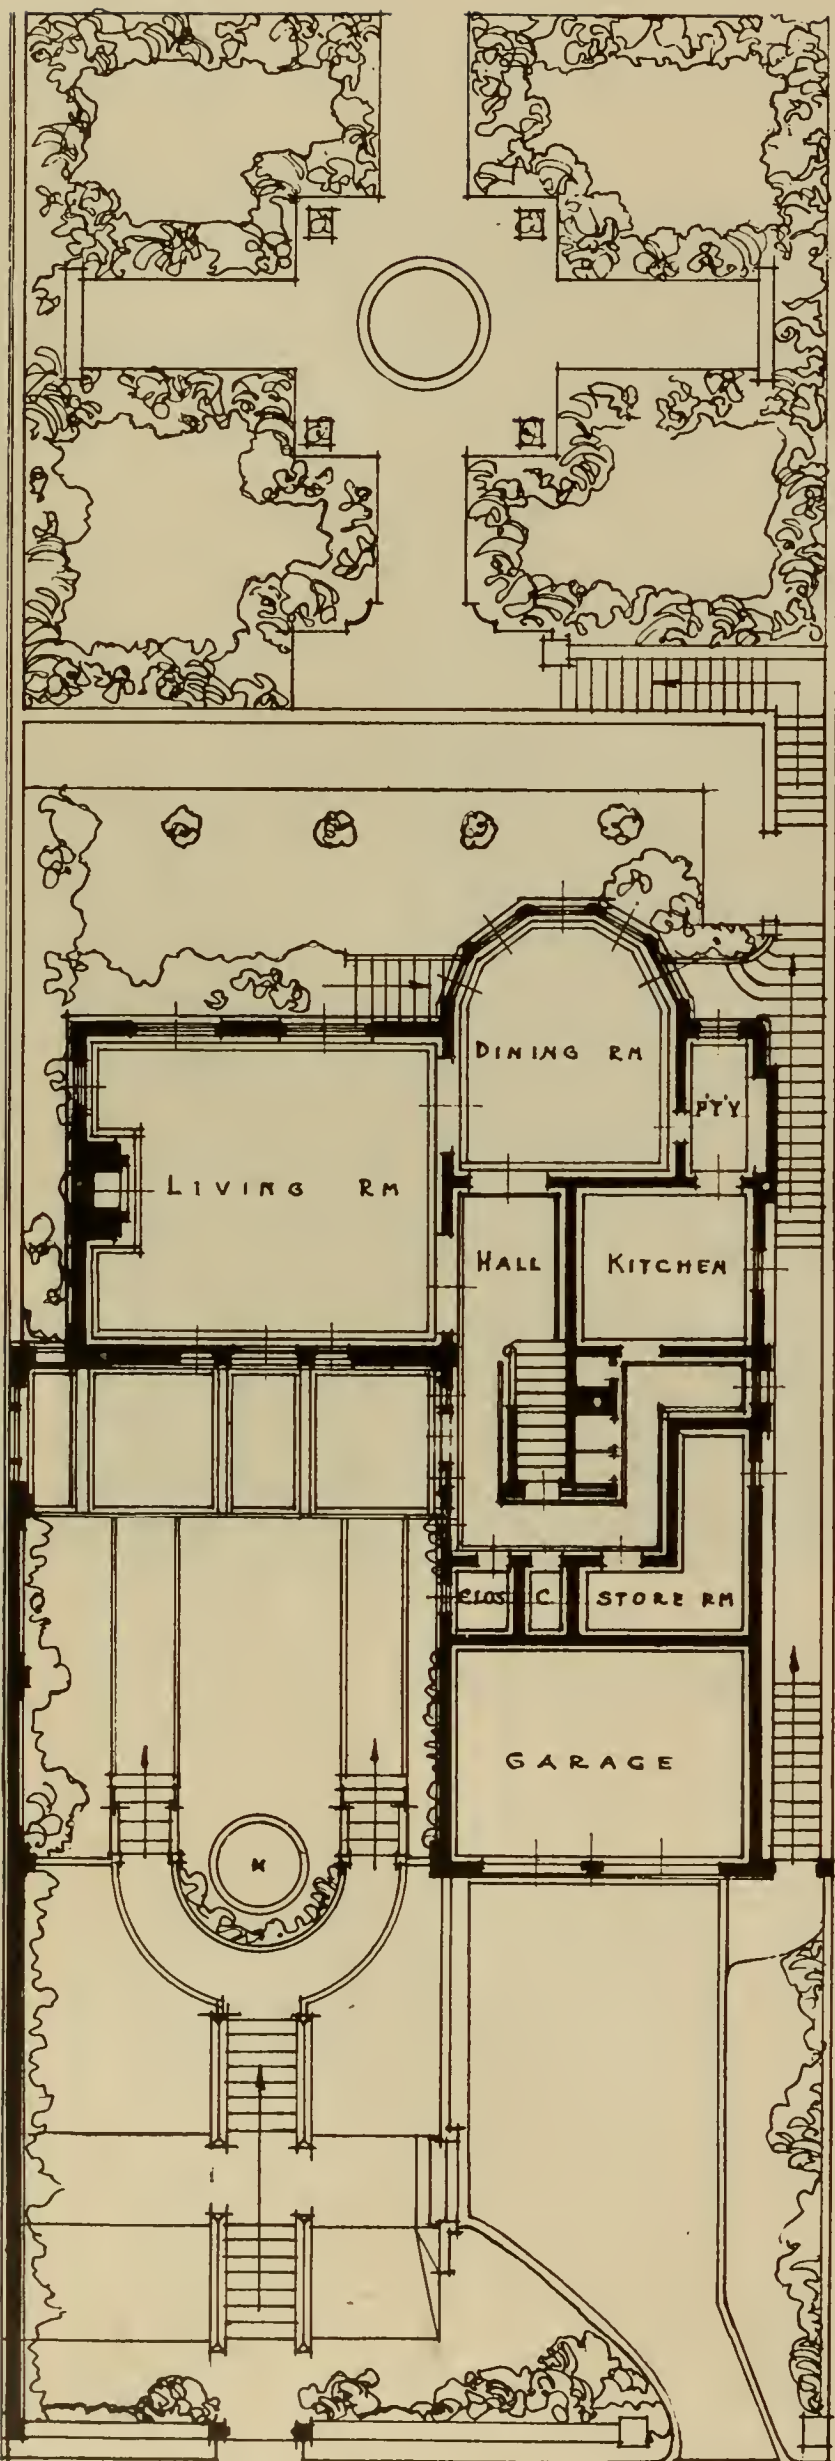 DINING RM
P'T'Y
LIVING RM
HALL
KITCHEN
CLOS
C
STORE RM
GARAGE